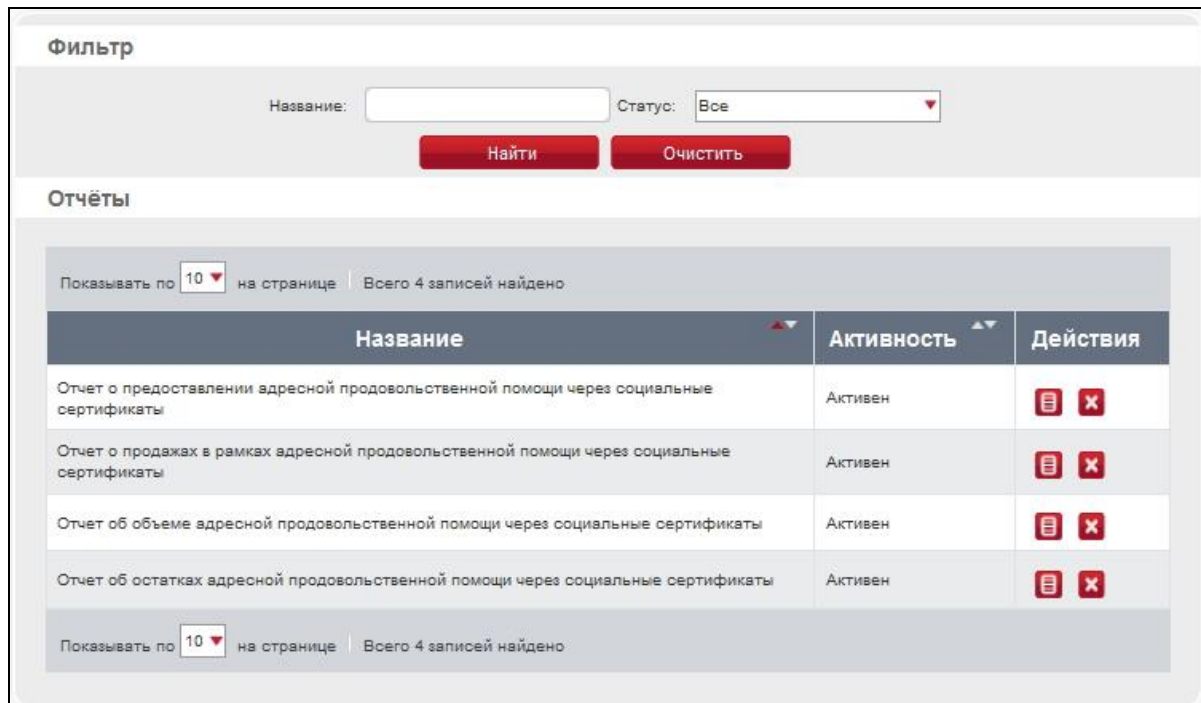 Фильтр
Название: Статус: Все
Найти Очистить
Отчёты
Показывать по 10 на странице Всего 4 записей найдено
Название Активность Действия
Отчет о предоставлении адресной продовольственной помощи через социальные
сертификаты
Активен
Отчет о продажах в рамках адресной продовольственной помощи через социальные
сертификаты
Активен
Отчет об объеме адресной продовольственной помощи через социальные сертификаты Активен
Отчет об остатках адресной продовольственной помощи через социальные сертификаты Активен
Показывать по 10 на странице Всего 4 записей найдено